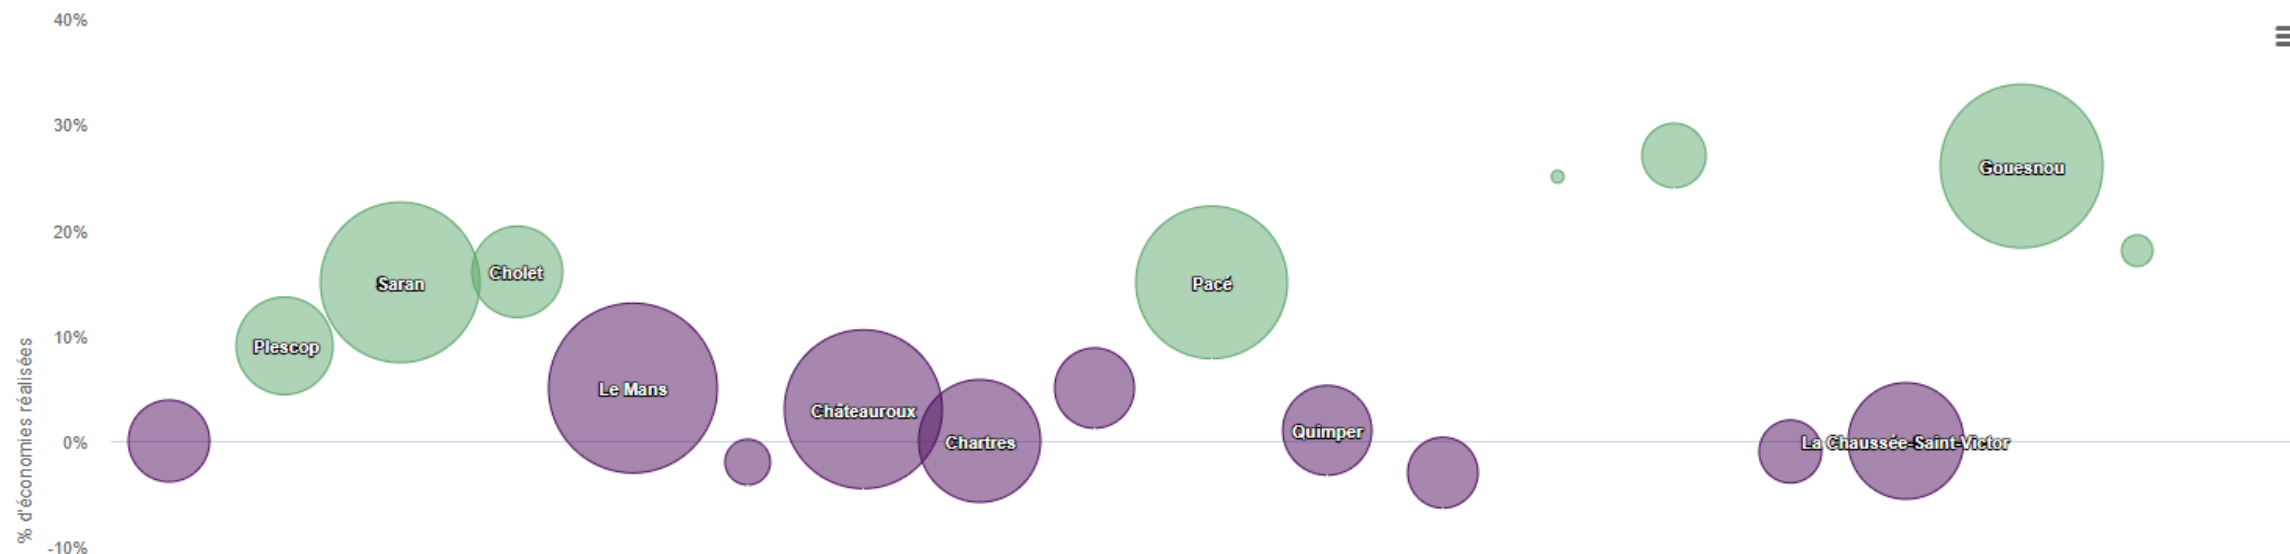 40%
30%
20%
10%
0%
-10%
% d'économies réalisées
Plescop
Saran
Cholet
Le Mans
Châteauroux
Chartres
Pacé
Quimper
La Chaussée-Saint-Victor
Gouesnou